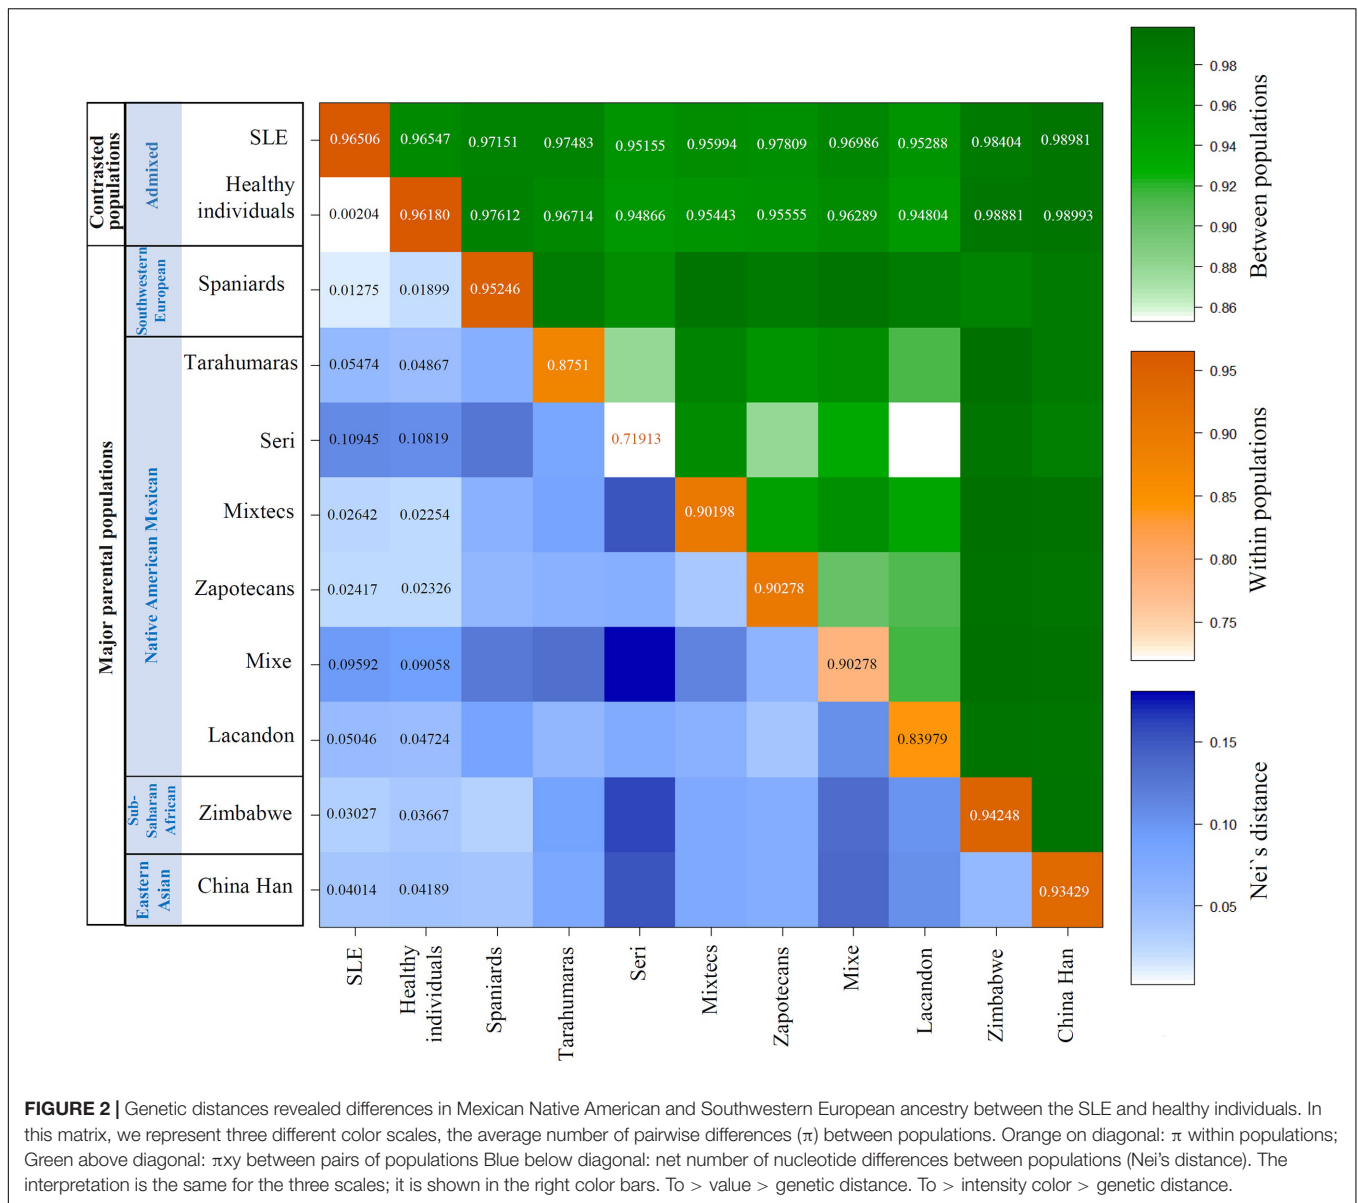 Contrasted populations
Admixed
SLE
0.96506 0.96547 0.97151 0.97483 0.95155 0.95994 0.97809 0.96986 0.95288 0.98404 0.98981
Healthy individuals
0.00204 0.96180 0.97612 0.96714 0.94866 0.95443 0.95555 0.96289 0.94804 0.98881 0.98993
Major parental populations
Southwestern European
Spaniards
0.01275 0.01899 0.95246
Native American Mexican
Tarahumaras
0.05474 0.04867 0.8751
Seri
0.10945 0.10819 0.71913
Mixtecs
0.02642 0.02254 0.90198
Zapotecans
0.02417 0.02326 0.90278
Mixe
0.09592 0.09058 0.90278
Lacandon
0.05046 0.04724 0.83979
Sub-Saharan African
Zimbabwe
0.03027 0.03667 0.94248
Eastern Asian
China Han
0.04014 0.04189 0.93429
SLE
Healthy individuals
Spaniards
Tarahumaras
Seri
Mixtecs
Zapotecans
Mixe
Lacandon
Zimbabwe
China Han
0.98
0.96
0.94
0.92
0.90
0.88
0.86
Between populations
0.95
0.90
0.85
0.80
0.75
Within populations
0.15
0.10
0.05
Nei`s distance
FIGURE 2 | Genetic distances revealed differences in Mexican Native American and Southwestern European ancestry between the SLE and healthy individuals. In
this matrix, we represent three different color scales, the average number of pairwise differences (π) between populations. Orange on diagonal: π within populations;
Green above diagonal: πxy between pairs of populations Blue below diagonal: net number of nucleotide differences between populations (Nei's distance). The
interpretation is the same for the three scales; it is shown in the right color bars. To > value > genetic distance. To > intensity color > genetic distance.